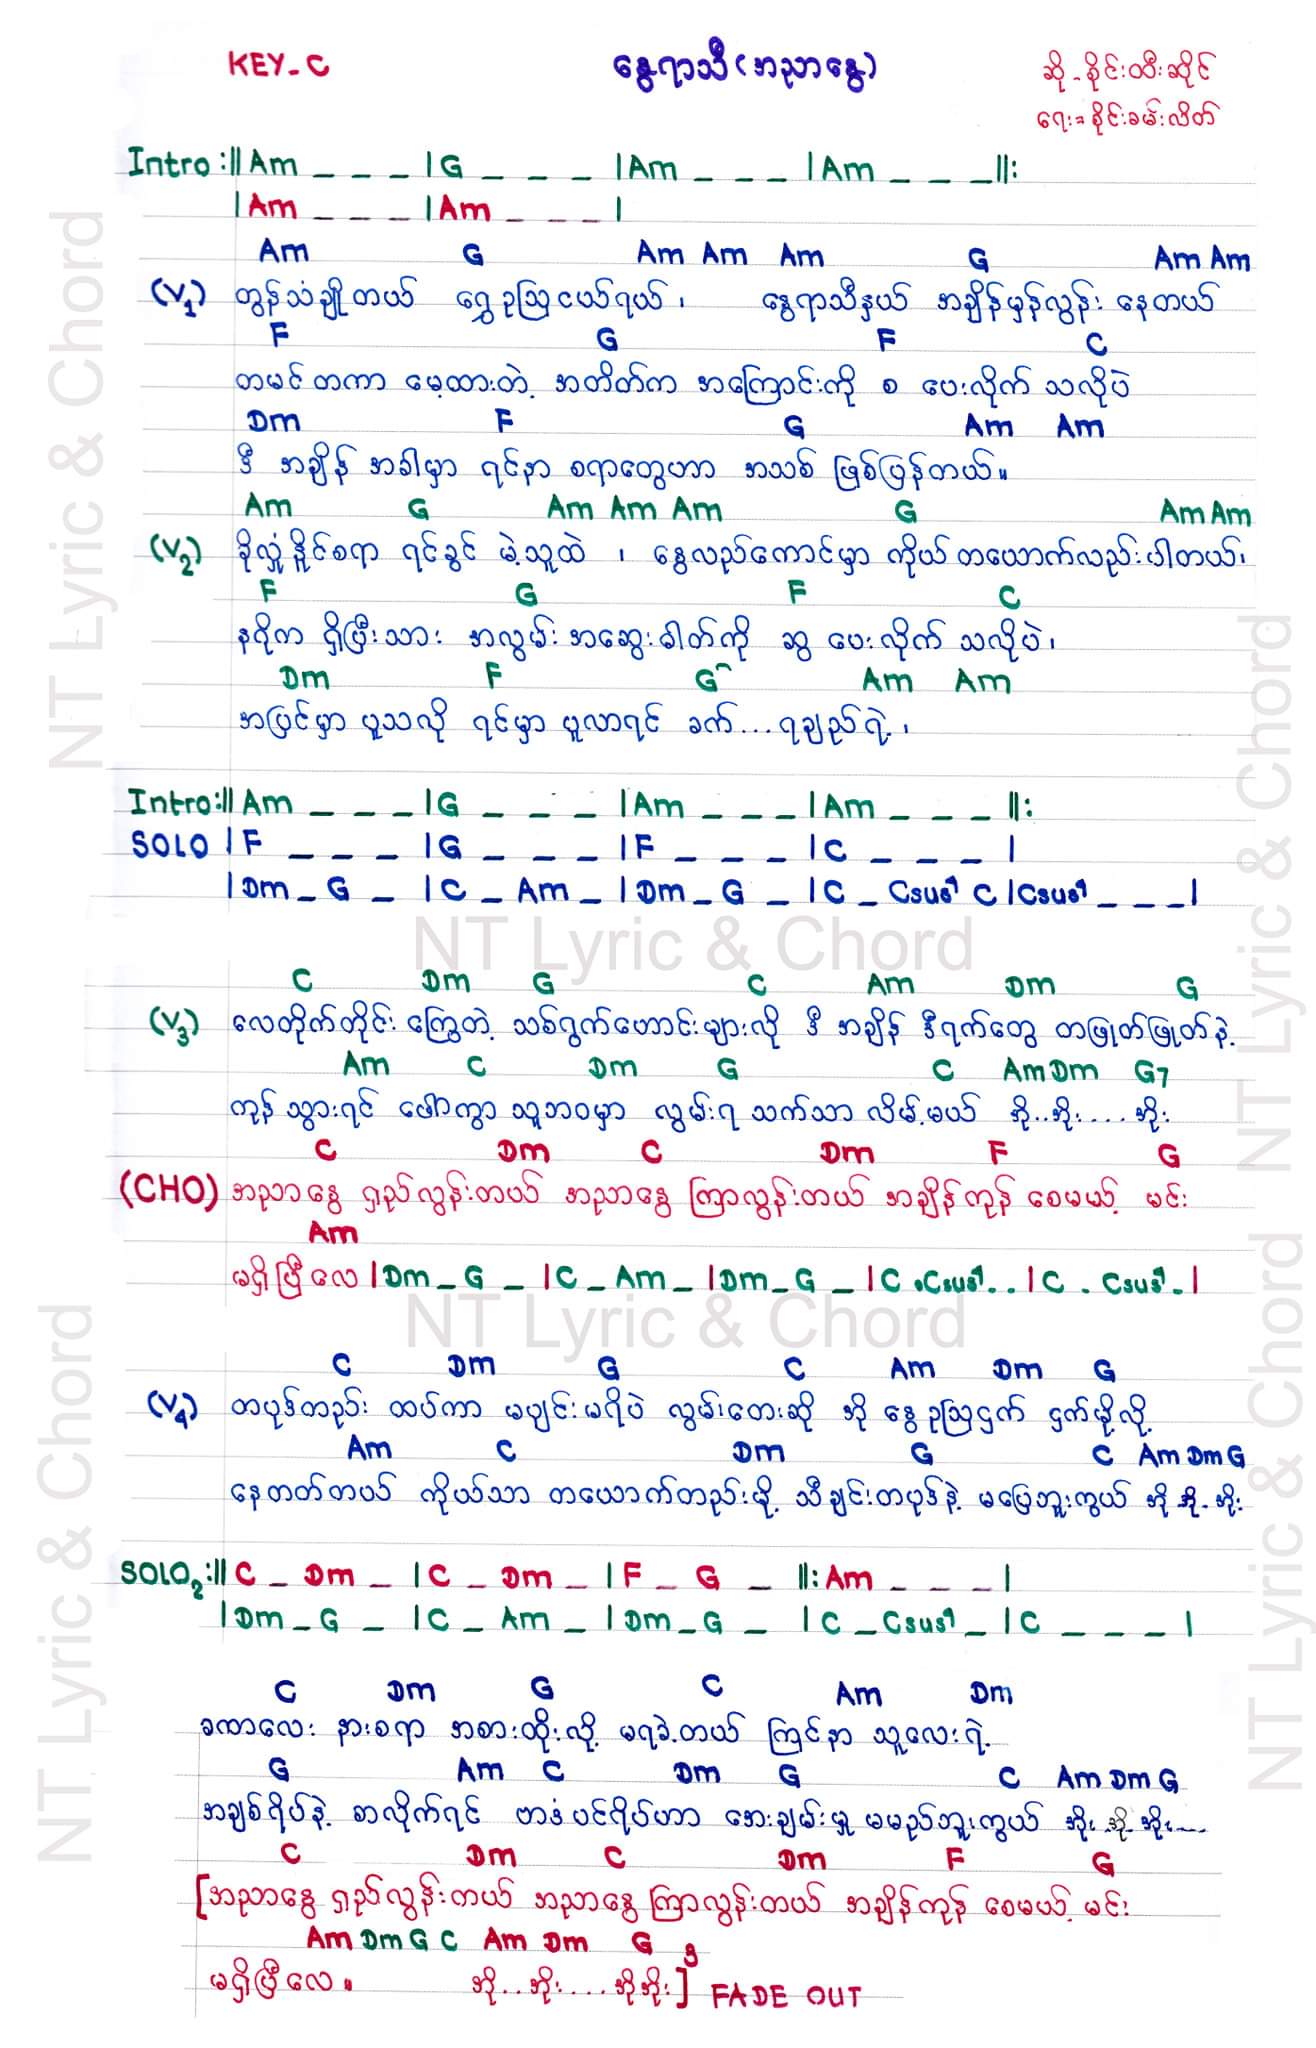 KEY-C နွေရာသီ (အညာနွေ) ဆို - စိုင်းထီးဆိုင်
ရေး = စိုင်းခမ်းလိတ်
Intro :|| Am _ _ _ | G _ _ _ | Am _ _ _ | Am _ _ _ ||:
| Am _ _ _ | Am _ _ _ |
Am G Am Am Am G Am Am
(V1) တွန်သံချိုတယ် ရွှေဥဩငယ်ရယ်၊ နွေရာသီနှယ် အချိန်မှန်လွန်း နေတယ်
F G F C
တမင်တကာ မေ့ထားတဲ့ အတိတ်က အကြောင်းကို စ ပေးလိုက် သလိုပဲ
Dm F G Am Am
ဒီ အချိန် အခါမှာ ရင်နာ စရာတွေဟာ အသစ် ဖြစ်ပြန်တယ်။
Am G Am Am Am G Am Am
(V2) ခိုလှုံနိူင်စရာ ရင်ခွင် မဲ့သူထဲ ၊ နွေလည်ကောင်မှာ ကိုယ် တယောက်လည်းပါတယ်၊
F G F C
နဂိုက ရှိပြီးသား အလွမ်း အဆွေးဓါတ်ကို ဆွ ပေးလိုက် သလိုပဲ၊
Dm F G Am Am
အပြင်မှာ ပူသလို ရင်မှာ ပူလာရင် ခက်...ရချည်ရဲ့၊
Intro:|| Am _ _ _ | G _ _ _ | Am _ _ _ | Am _ _ _ ||:
SOLO | F _ _ _ | G _ _ _ | F _ _ _ | C _ _ _ |
| Dm _ G _ | C _ Am _ | Dm _ G _ | C _ Csus4 C | Csus4 _ _ _ |
NT Lyric & Chord
C Dm G C Am Dm G
(V3) လေတိုက်တိုင်း ကြွေတဲ့ သစ်ရွက်ဟောင်းများလို ဒီ အချိန် ဒီရက်တွေ တဖြုတ်ဖြုတ်နဲ့
Am C Dm G C Am Dm G7
ကုန်သွားရင် ဖေါ်ကွာ သူ့ဘဝမှာ လွမ်းရ သက်သာ လိမ့်မယ် အို..အိုး....အိုး
C Dm C Dm F G
(CHO) အညာနွေ ရှည်လွန်းတယ် အညာနွေ ကြာလွန်းတယ် အချိန်ကုန် စေမယ့် မင်း
Am
မရှိပြီလေ | Dm _ G _ | C _ Am _ | Dm _ G _ | C . Csus4 . . | C . Csus4 . |
NT Lyric & Chord
C Dm G C Am Dm G
(V4) တပုဒ်တည်း ထပ်ကာ မပျင်းမရိပဲ လွမ်းတေးဆို အို နွေဥဩငှက် ငှက်မို့လို့
Am C Dm G C Am Dm G
နေတတ်တယ် ကိုယ်သာ တယောက်တည်းမို့ သီချင်းတပုဒ်နဲ့ မပြေဘူးကွယ် အို အို - အိုး
SOLO2 :|| C _ Dm _ | C _ Dm _ | F _ G _ ||: Am _ _ _ |
| Dm _ G _ | C _ Am _ | Dm _ G _ | C _ Csus4 _ | C _ _ _ |
C Dm G C Am Dm
ခဏလေး နားစရာ အစားထိုးလို့ မရခဲ့တယ် ကြင်နာ သူလေးရဲ့
G Am C Dm G C Am Dm G
အချစ်ရိပ်နဲ့ စာလိုက်ရင် ဗာဒံပင်ရိပ်ဟာ အေးချမ်းမှု မမည်ဘူးကွယ် အိုး.အို.အိုး....
C Dm C Dm F G
[အညာနွေ ရှည်လွန်းတယ် အညာနွေ ကြာလွန်းတယ် အချိန်ကုန် စေမယ့် မင်း
Am Dm G C Am Dm G 3
မရှိပြီလေ။ အို..အိုး....အိုအိုး] FADE OUT
NT Lyric & Chord
NT Lyric & Chord
NT Lyric & Chord
NT Lyric & Chord